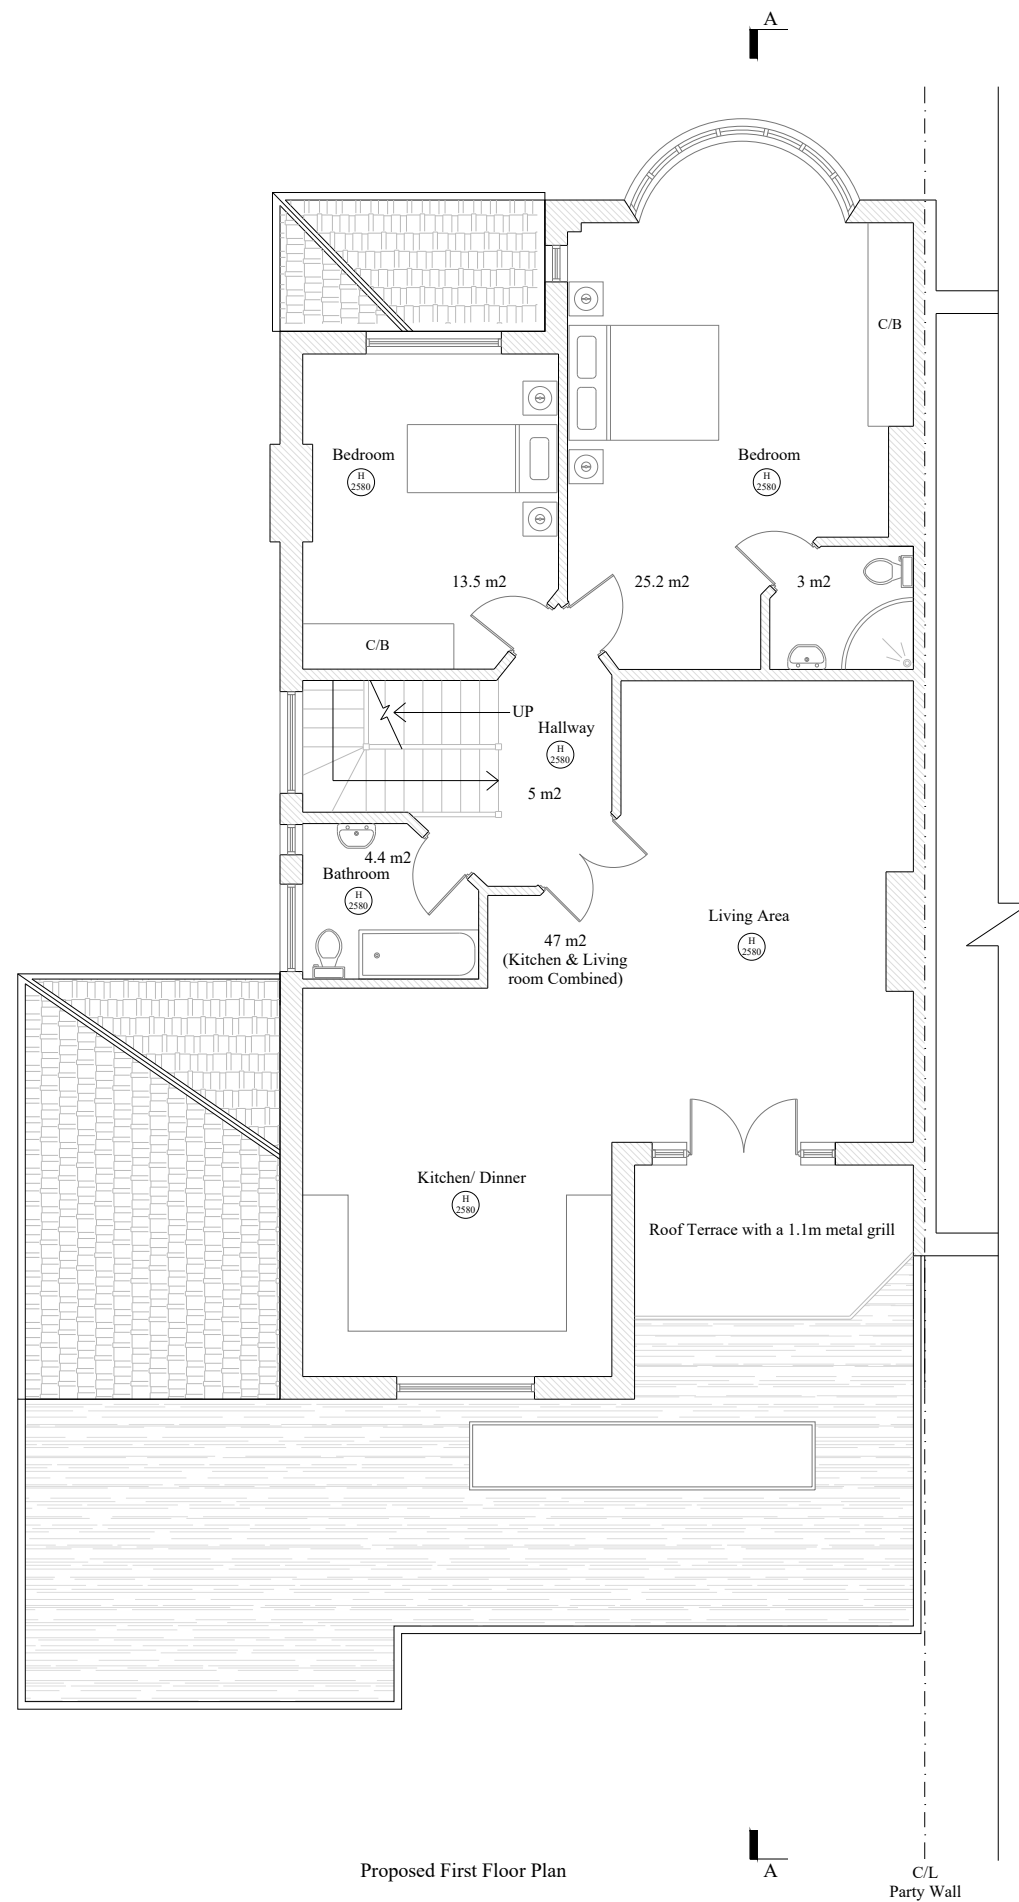 A
C/B
Bedroom
H
2580
Bedroom
H
2580
13.5 m2
25.2 m2
3 m2
C/B
UP
Hallway
H
2580
5 m2
4.4 m2
Bathroom
H
2580
Living Area
H
2580
47 m2
(Kitchen & Living
room Combined)
Kitchen/ Dinner
H
2580
Roof Terrace with a 1.1m metal grill
Proposed First Floor Plan
A
C/L
Party Wall